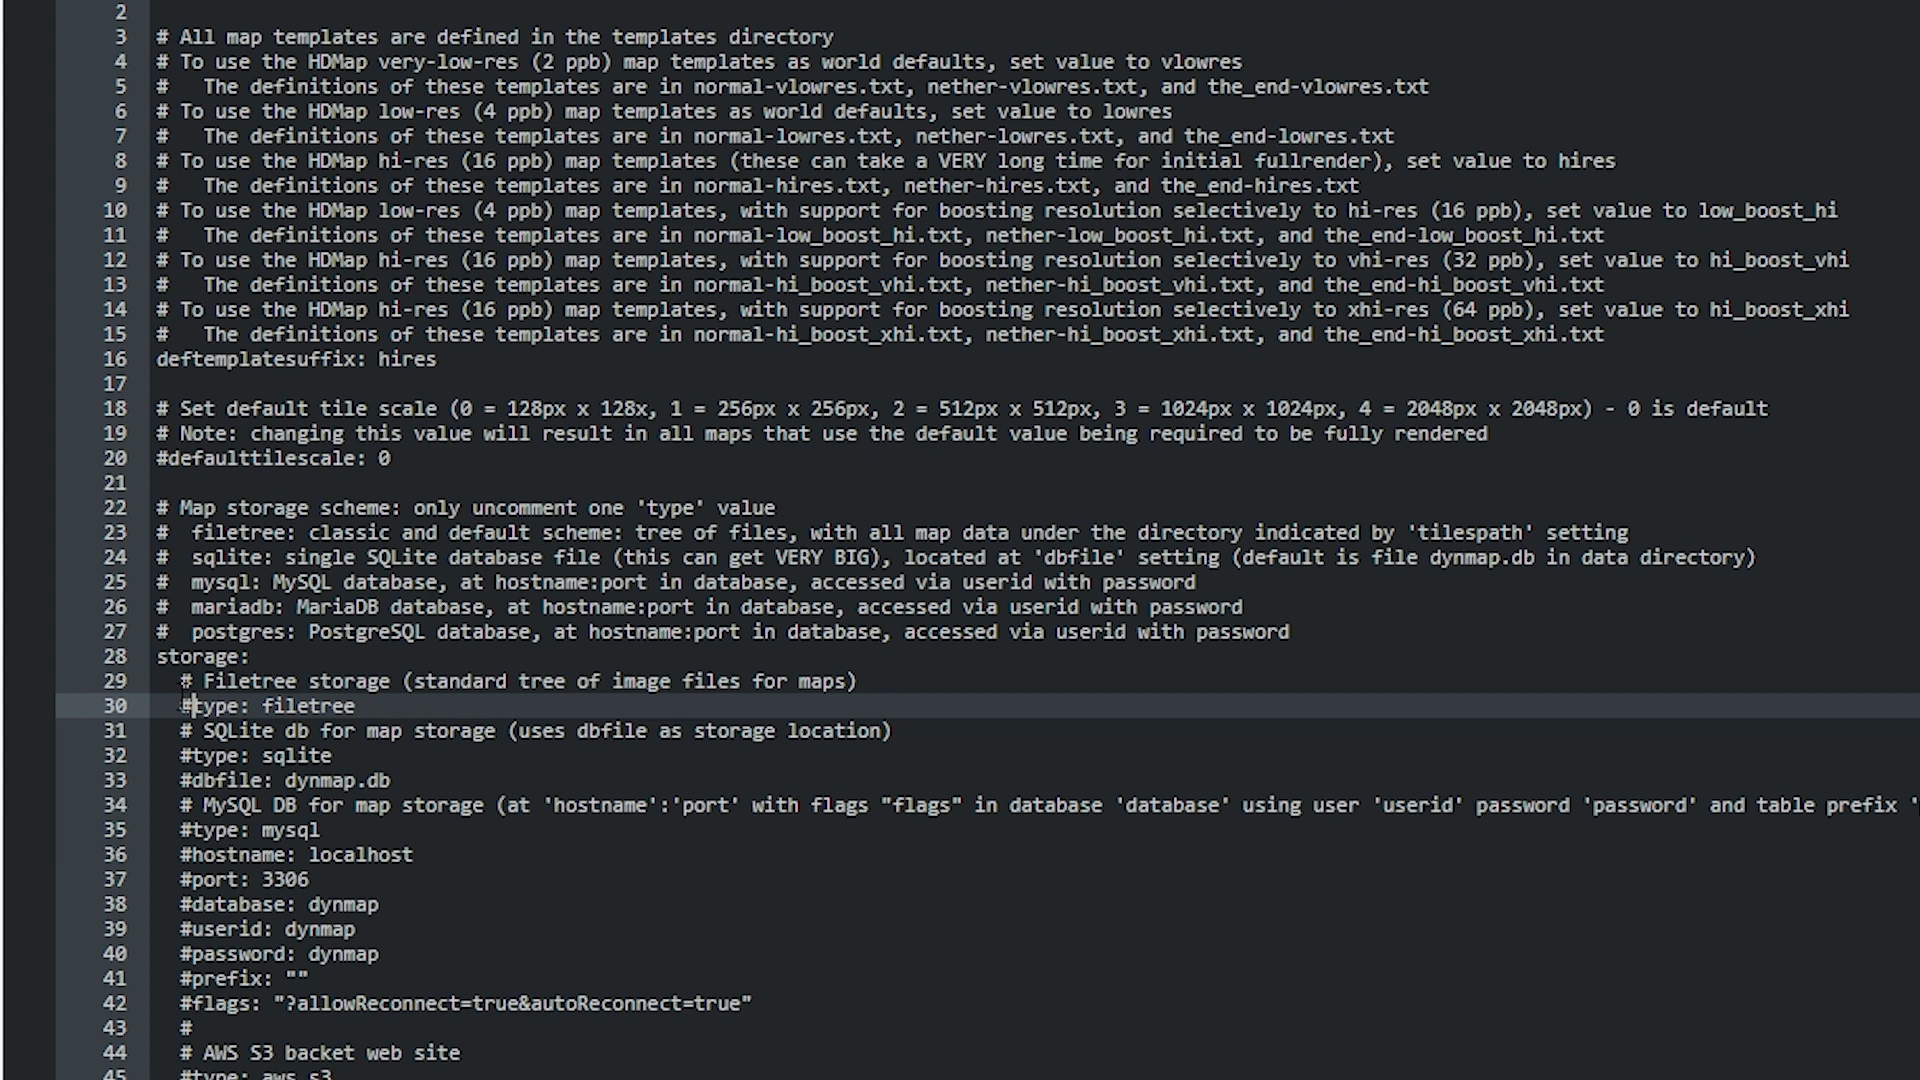 2
3 # All map templates are defined in the templates directory
4 # To use the HDMap very-low-res (2 ppb) map templates as world defaults, set value to vlowres
5 #   The definitions of these templates are in normal-vlowres.txt, nether-vlowres.txt, and the_end-vlowres.txt
6 # To use the HDMap low-res (4 ppb) map templates as world defaults, set value to lowres
7 #   The definitions of these templates are in normal-lowres.txt, nether-lowres.txt, and the_end-lowres.txt
8 # To use the HDMap hi-res (16 ppb) map templates (these can take a VERY long time for initial fullrender), set value to hires
9 #   The definitions of these templates are in normal-hires.txt, nether-hires.txt, and the_end-hires.txt
10 # To use the HDMap low-res (4 ppb) map templates, with support for boosting resolution selectively to hi-res (16 ppb), set value to low_boost_hi
11 #   The definitions of these templates are in normal-low_boost_hi.txt, nether-low_boost_hi.txt, and the_end-low_boost_hi.txt
12 # To use the HDMap hi-res (16 ppb) map templates, with support for boosting resolution selectively to vhi-res (32 ppb), set value to hi_boost_vhi
13 #   The definitions of these templates are in normal-hi_boost_vhi.txt, nether-hi_boost_vhi.txt, and the_end-hi_boost_vhi.txt
14 # To use the HDMap hi-res (16 ppb) map templates, with support for boosting resolution selectively to xhi-res (64 ppb), set value to hi_boost_xhi
15 #   The definitions of these templates are in normal-hi_boost_xhi.txt, nether-hi_boost_xhi.txt, and the_end-hi_boost_xhi.txt
16 deftemplatesuffix: hires
17
18 # Set default tile scale (0 = 128px x 128x, 1 = 256px x 256px, 2 = 512px x 512px, 3 = 1024px x 1024px, 4 = 2048px x 2048px) - 0 is default
19 # Note: changing this value will result in all maps that use the default value being required to be fully rendered
20 #defaulttilescale: 0
21
22 # Map storage scheme: only uncomment one 'type' value
23 #  filetree: classic and default scheme: tree of files, with all map data under the directory indicated by 'tilespath' setting
24 #  sqlite: single SQLite database file (this can get VERY BIG), located at 'dbfile' setting (default is file dynmap.db in data directory)
25 #  mysql: MySQL database, at hostname:port in database, accessed via userid with password
26 #  mariadb: MariaDB database, at hostname:port in database, accessed via userid with password
27 #  postgres: PostgreSQL database, at hostname:port in database, accessed via userid with password
28 storage:
29   # Filetree storage (standard tree of image files for maps)
30   #type: filetree
31   # SQLite db for map storage (uses dbfile as storage location)
32   #type: sqlite
33   #dbfile: dynmap.db
34   # MySQL DB for map storage (at 'hostname':'port' with flags "flags" in database 'database' using user 'userid' password 'password' and table prefix '
35   #type: mysql
36   #hostname: localhost
37   #port: 3306
38   #database: dynmap
39   #userid: dynmap
40   #password: dynmap
41   #prefix: ""
42   #flags: "?allowReconnect=true&autoReconnect=true"
43   #
44   # AWS S3 backet web site
45   #type: aws_s3